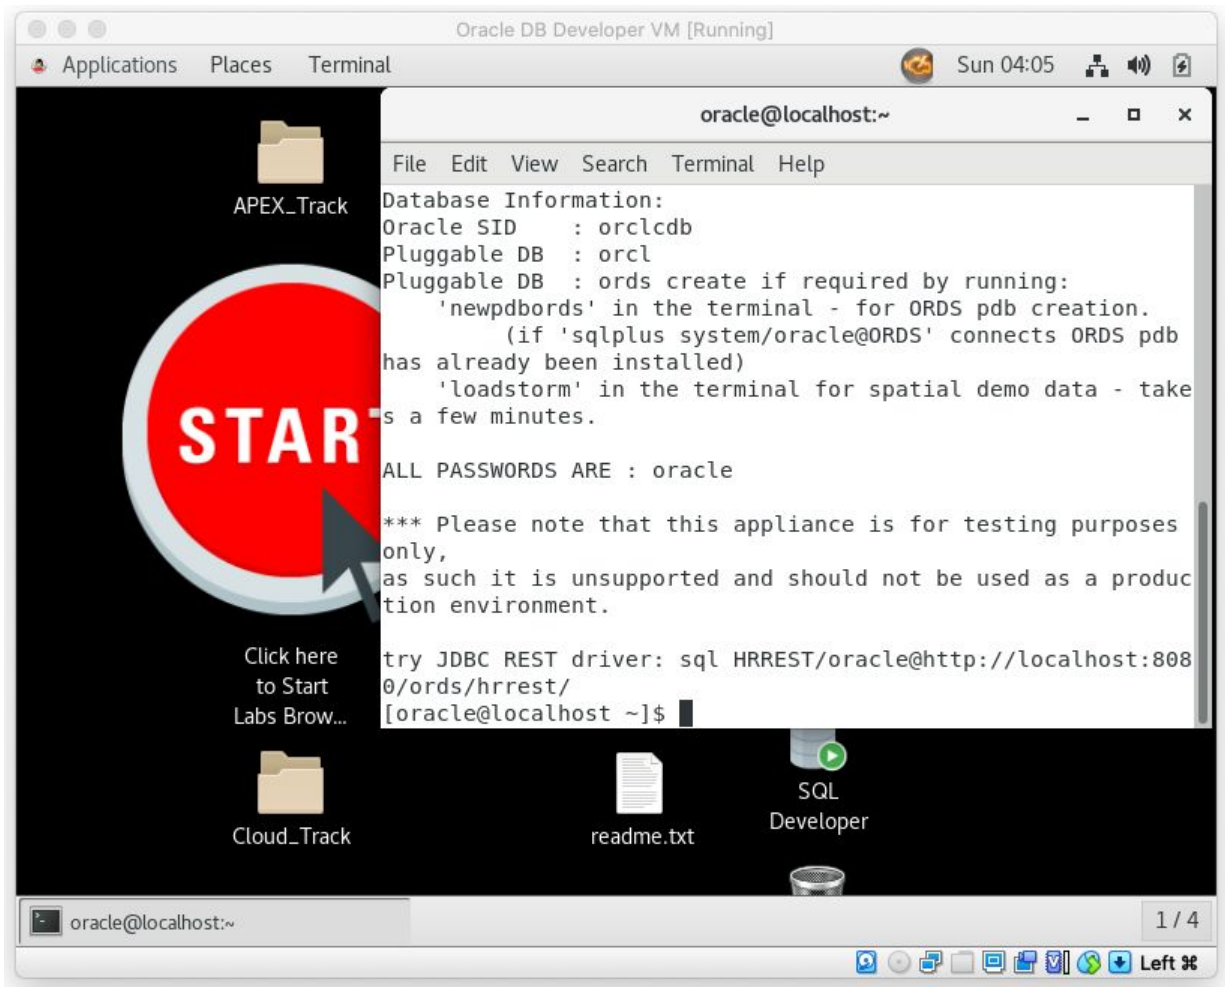 Oracle DB Developer VM [Running]
Applications Places Terminal Sun 04:05
oracle@localhost:~
File Edit View Search Terminal Help
Database Information:
Oracle SID : orclcdb
Pluggable DB : orcl
Pluggable DB : ords create if required by running:
'newpdbords' in the terminal - for ORDS pdb creation.
(if 'sqlplus system/oracle@ORDS' connects ORDS pdb
has already been installed)
'loadstorm' in the terminal for spatial demo data - take
s a few minutes.
ALL PASSWORDS ARE : oracle
*** Please note that this appliance is for testing purposes
only,
as such it is unsupported and should not be used as a produc
tion environment.
try JDBC REST driver: sql HRREST/oracle@http://localhost:808
0/ords/hrrest/
[oracle@localhost ~]$
APEX_Track
START
Click here
to Start
Labs Brow...
Cloud_Track
readme.txt
SQL
Developer
oracle@localhost:~
1 / 4
Left ⌘